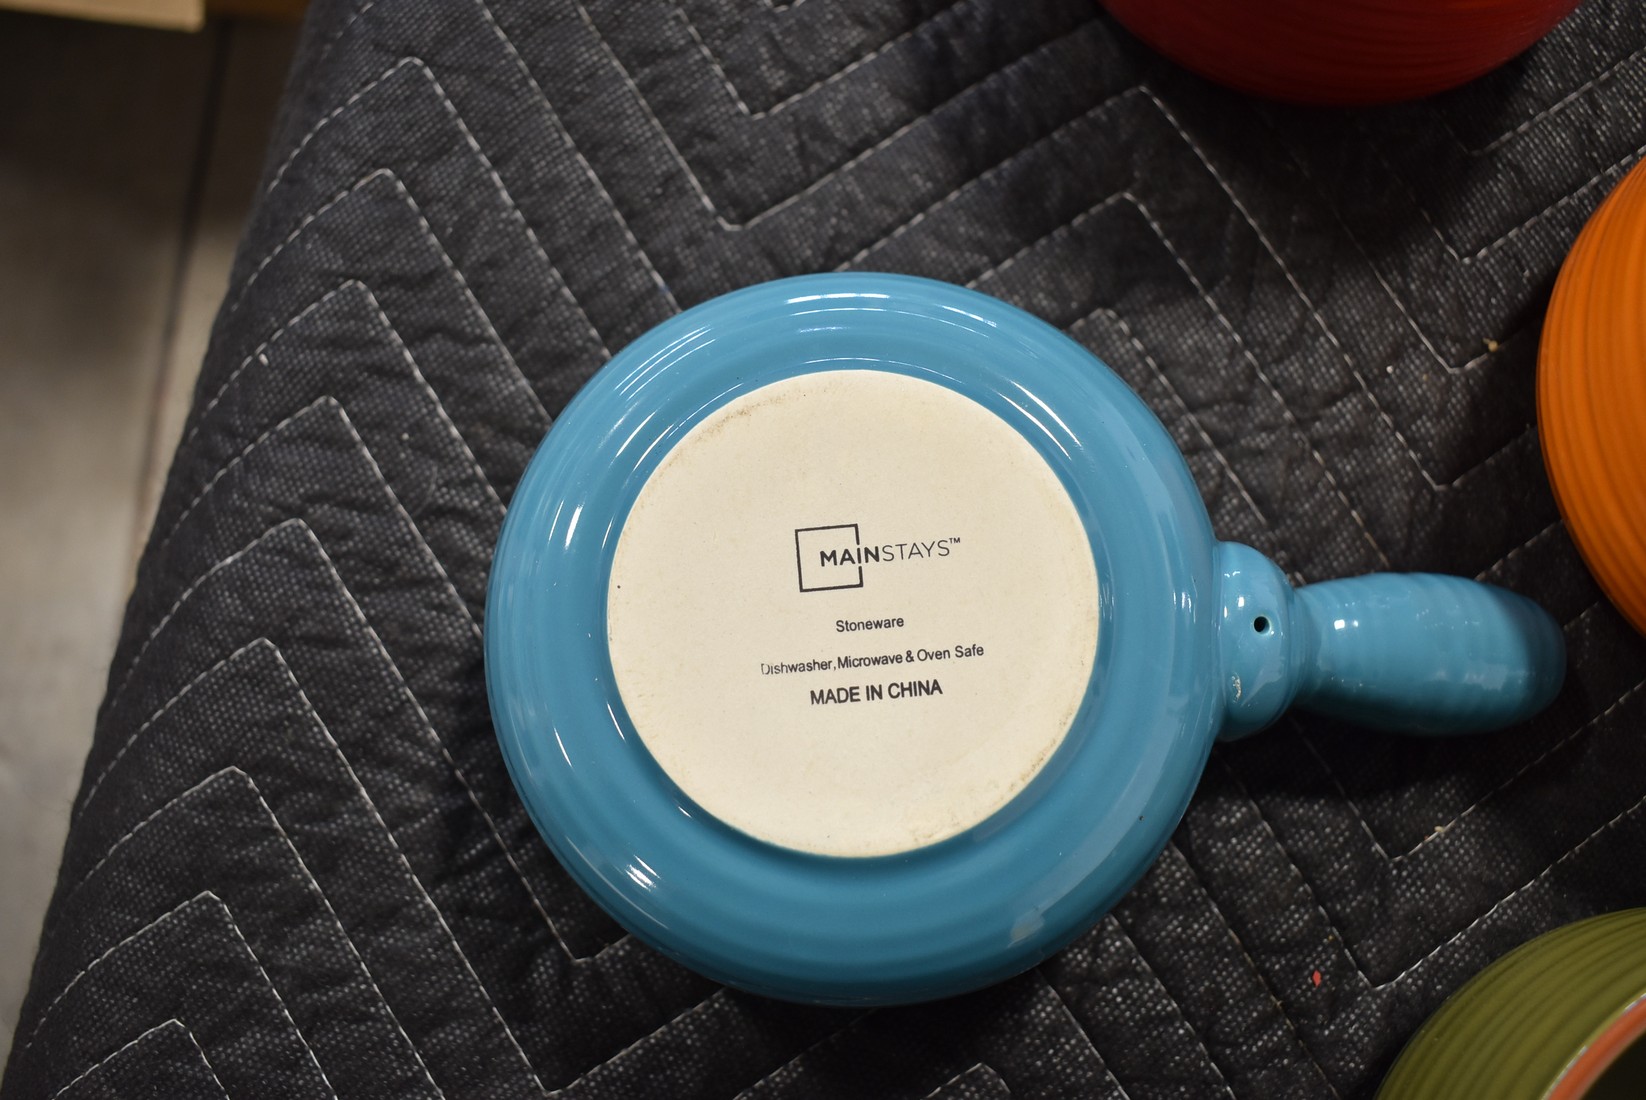 MAINSTAYS™
Stoneware
Dishwasher, Microwave & Oven Safe
MADE IN CHINA